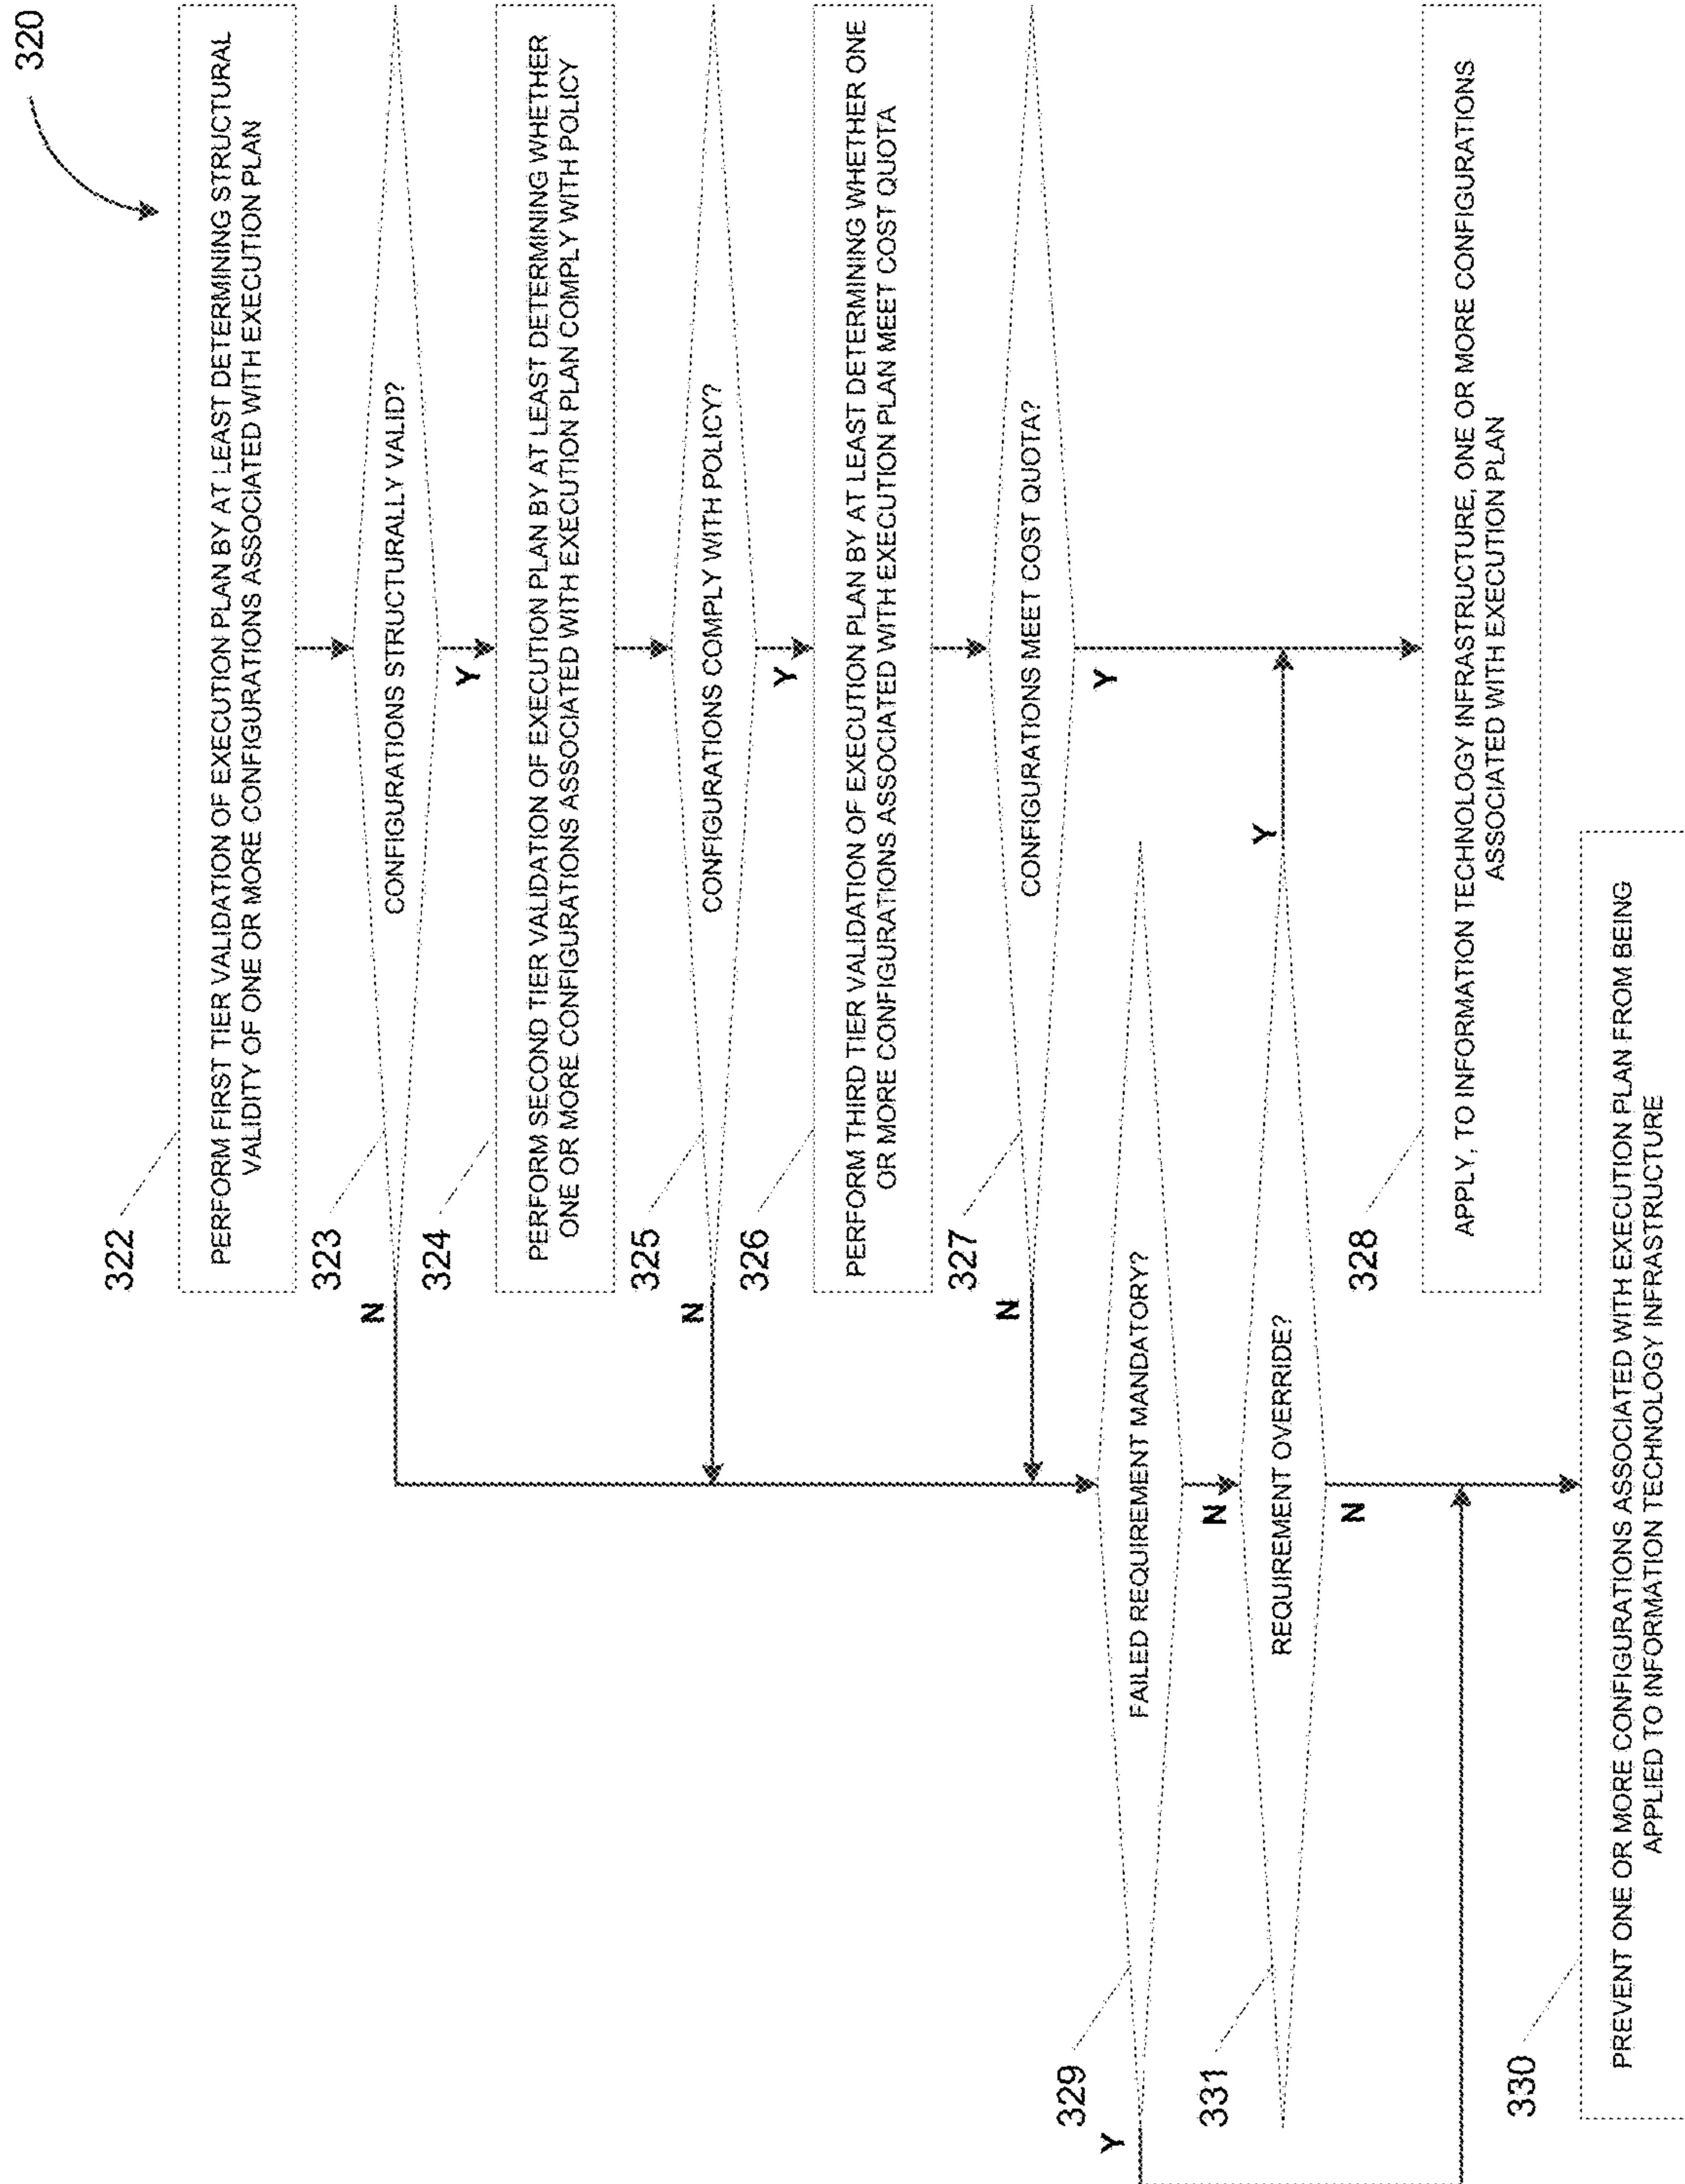 320
322
PERFORM FIRST TIER VALIDATION OF EXECUTION PLAN BY AT LEAST DETERMINING STRUCTURAL
VALIDITY OF ONE OR MORE CONFIGURATIONS ASSOCIATED WITH EXECUTION PLAN
323
CONFIGURATIONS STRUCTURALLY VALID?
N
Y
324
PERFORM SECOND TIER VALIDATION OF EXECUTION PLAN BY AT LEAST DETERMINING WHETHER
ONE OR MORE CONFIGURATIONS ASSOCIATED WITH EXECUTION PLAN COMPLY WITH POLICY
325
CONFIGURATIONS COMPLY WITH POLICY?
N
Y
326
PERFORM THIRD TIER VALIDATION OF EXECUTION PLAN BY AT LEAST DETERMINING WHETHER ONE
OR MORE CONFIGURATIONS ASSOCIATED WITH EXECUTION PLAN MEET COST QUOTA
327
CONFIGURATIONS MEET COST QUOTA?
N
Y
329
FAILED REQUIREMENT MANDATORY?
Y
N
331
REQUIREMENT OVERRIDE?
Y
N
328
APPLY, TO INFORMATION TECHNOLOGY INFRASTRUCTURE, ONE OR MORE CONFIGURATIONS
ASSOCIATED WITH EXECUTION PLAN
330
PREVENT ONE OR MORE CONFIGURATIONS ASSOCIATED WITH EXECUTION PLAN FROM BEING
APPLIED TO INFORMATION TECHNOLOGY INFRASTRUCTURE